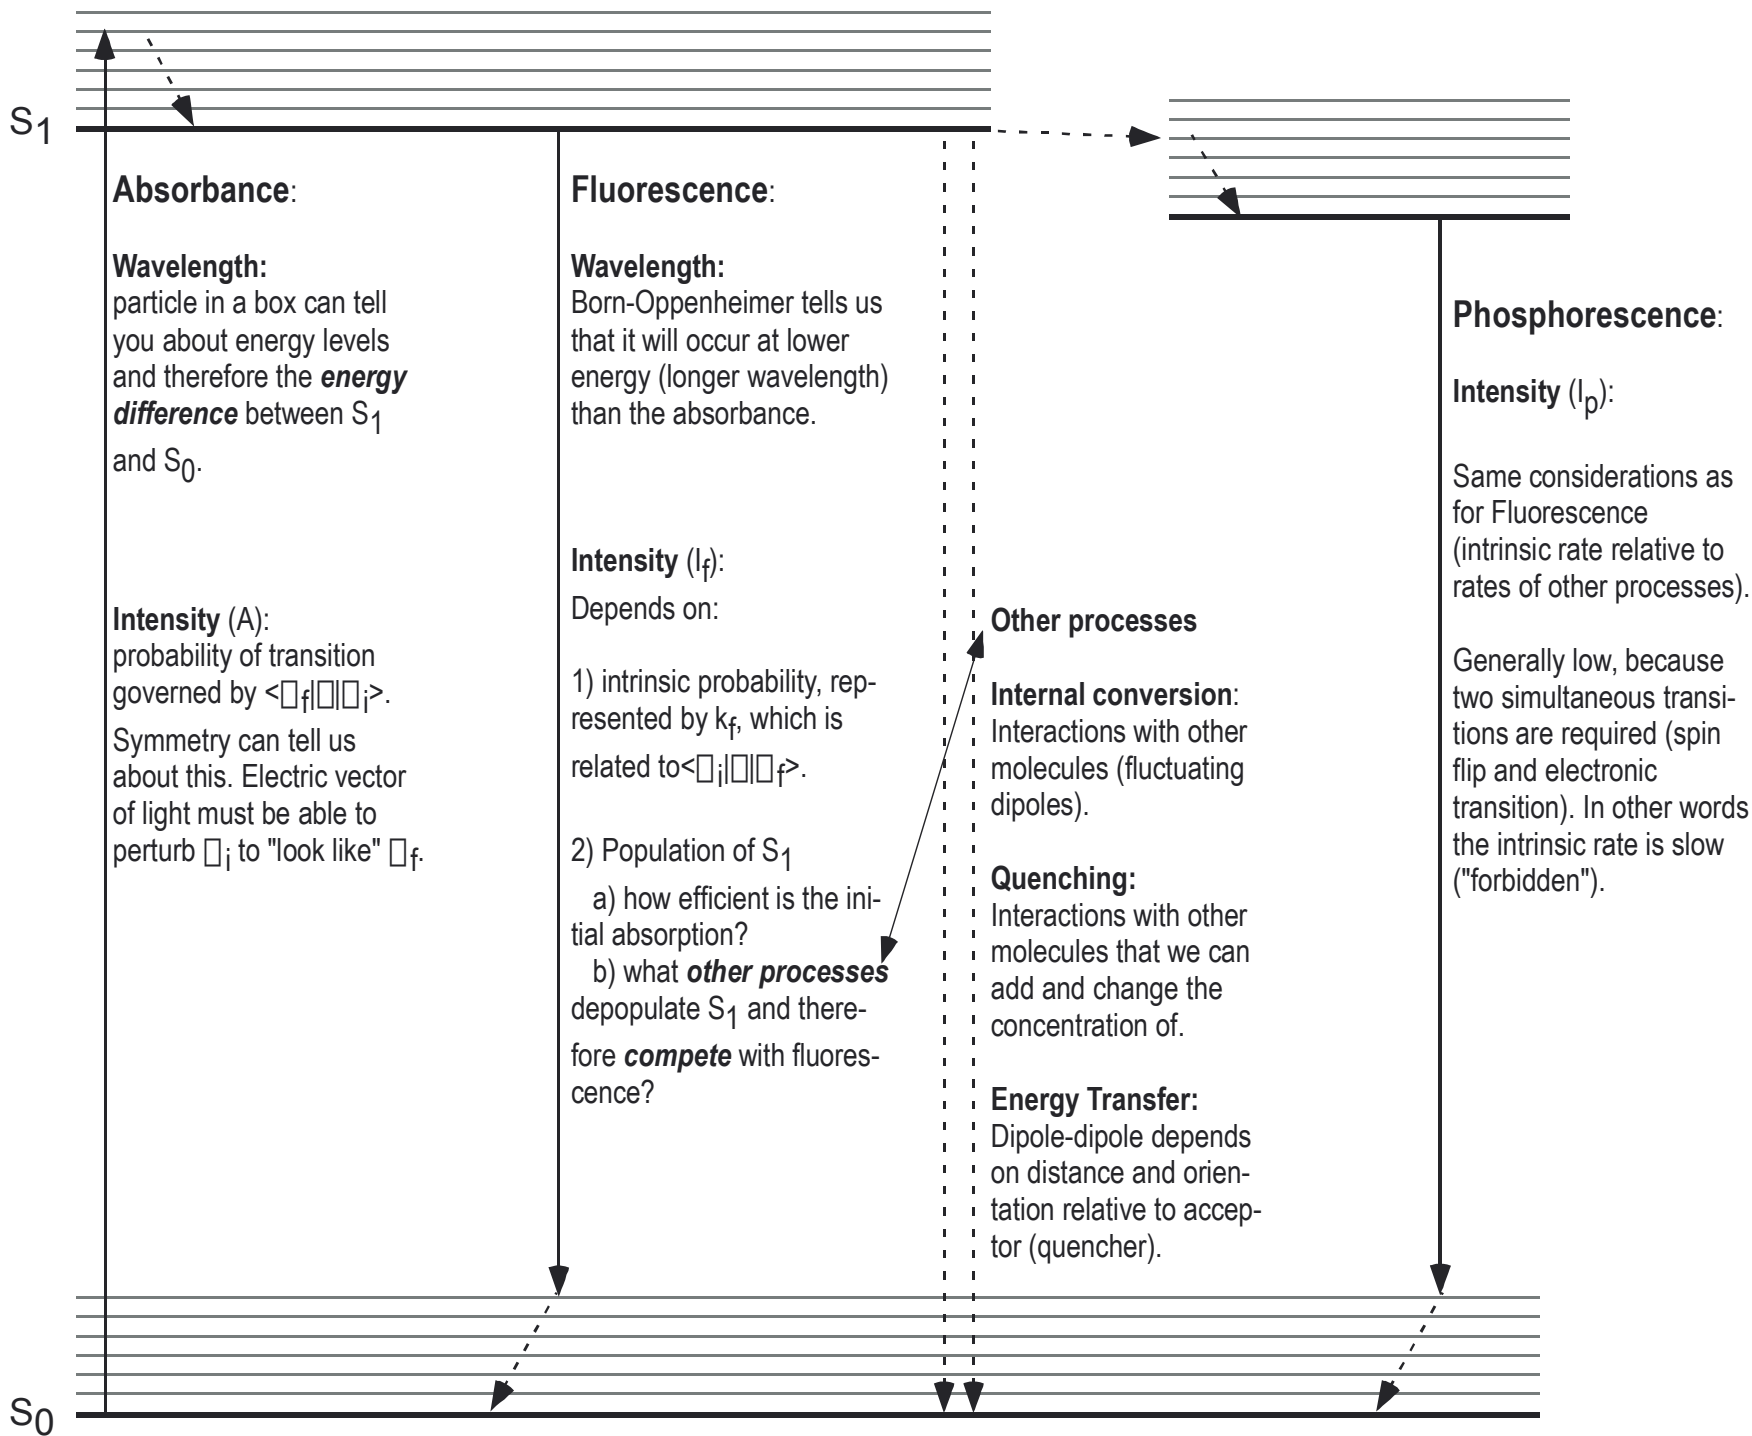 S1
Absorbance:
Wavelength:
particle in a box can tell
you about energy levels
and therefore the energy
difference between S1
and S0.
Intensity (A):
probability of transition
governed by <□f|□|□i>.
Symmetry can tell us
about this. Electric vector
of light must be able to
perturb □i to "look like" □f.
Fluorescence:
Wavelength:
Born-Oppenheimer tells us
that it will occur at lower
energy (longer wavelength)
than the absorbance.
Intensity (If):
Depends on:
1) intrinsic probability, rep-
resented by kf, which is
related to<□i|□|□f>.
2) Population of S1
a) how efficient is the ini-
tial absorption?
b) what other processes
depopulate S1 and there-
fore compete with fluores-
cence?
Other processes
Internal conversion:
Interactions with other
molecules (fluctuating
dipoles).
Quenching:
Interactions with other
molecules that we can
add and change the
concentration of.
Energy Transfer:
Dipole-dipole depends
on distance and orien-
tation relative to accep-
tor (quencher).
Phosphorescence:
Intensity (Ip):
Same considerations as
for Fluorescence
(intrinsic rate relative to
rates of other processes).
Generally low, because
two simultaneous transi-
tions are required (spin
flip and electronic
transition). In other words
the intrinsic rate is slow
("forbidden").
S0